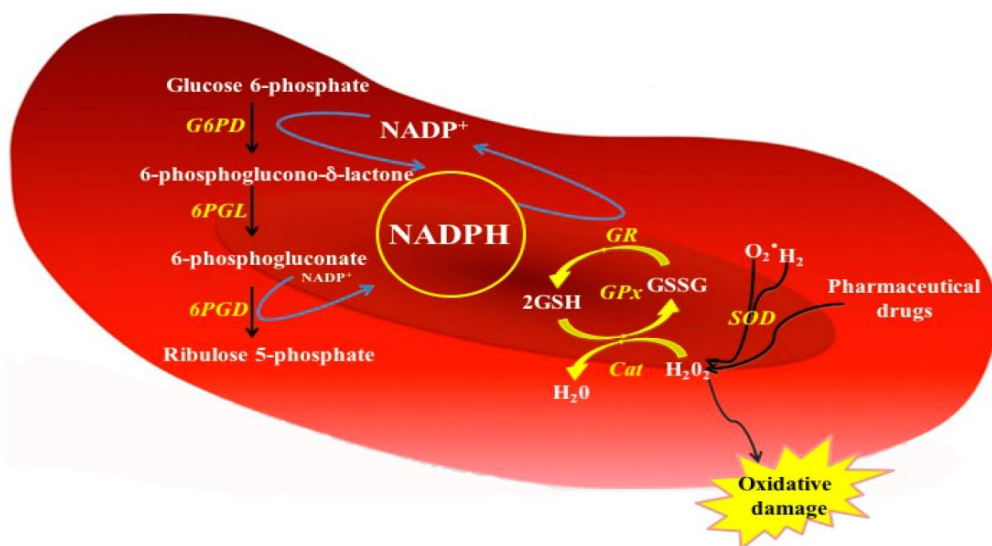 Glucose 6-phosphate
G6PD
NADP⁺
6-phosphoglucono-δ-lactone
6PGL
NADPH
6-phosphogluconate
NADP⁺
6PGD
Ribulose 5-phosphate
GR
2GSH
GPx
GSSG
O₂˙H₂
SOD
Pharmaceutical
drugs
Cat
H₂0
H₂0₂
Oxidative
damage